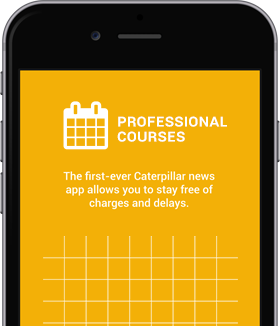 PROFESSIONAL
COURSES
The first-ever Caterpillar news
app allows you to stay free of
charges and delays.